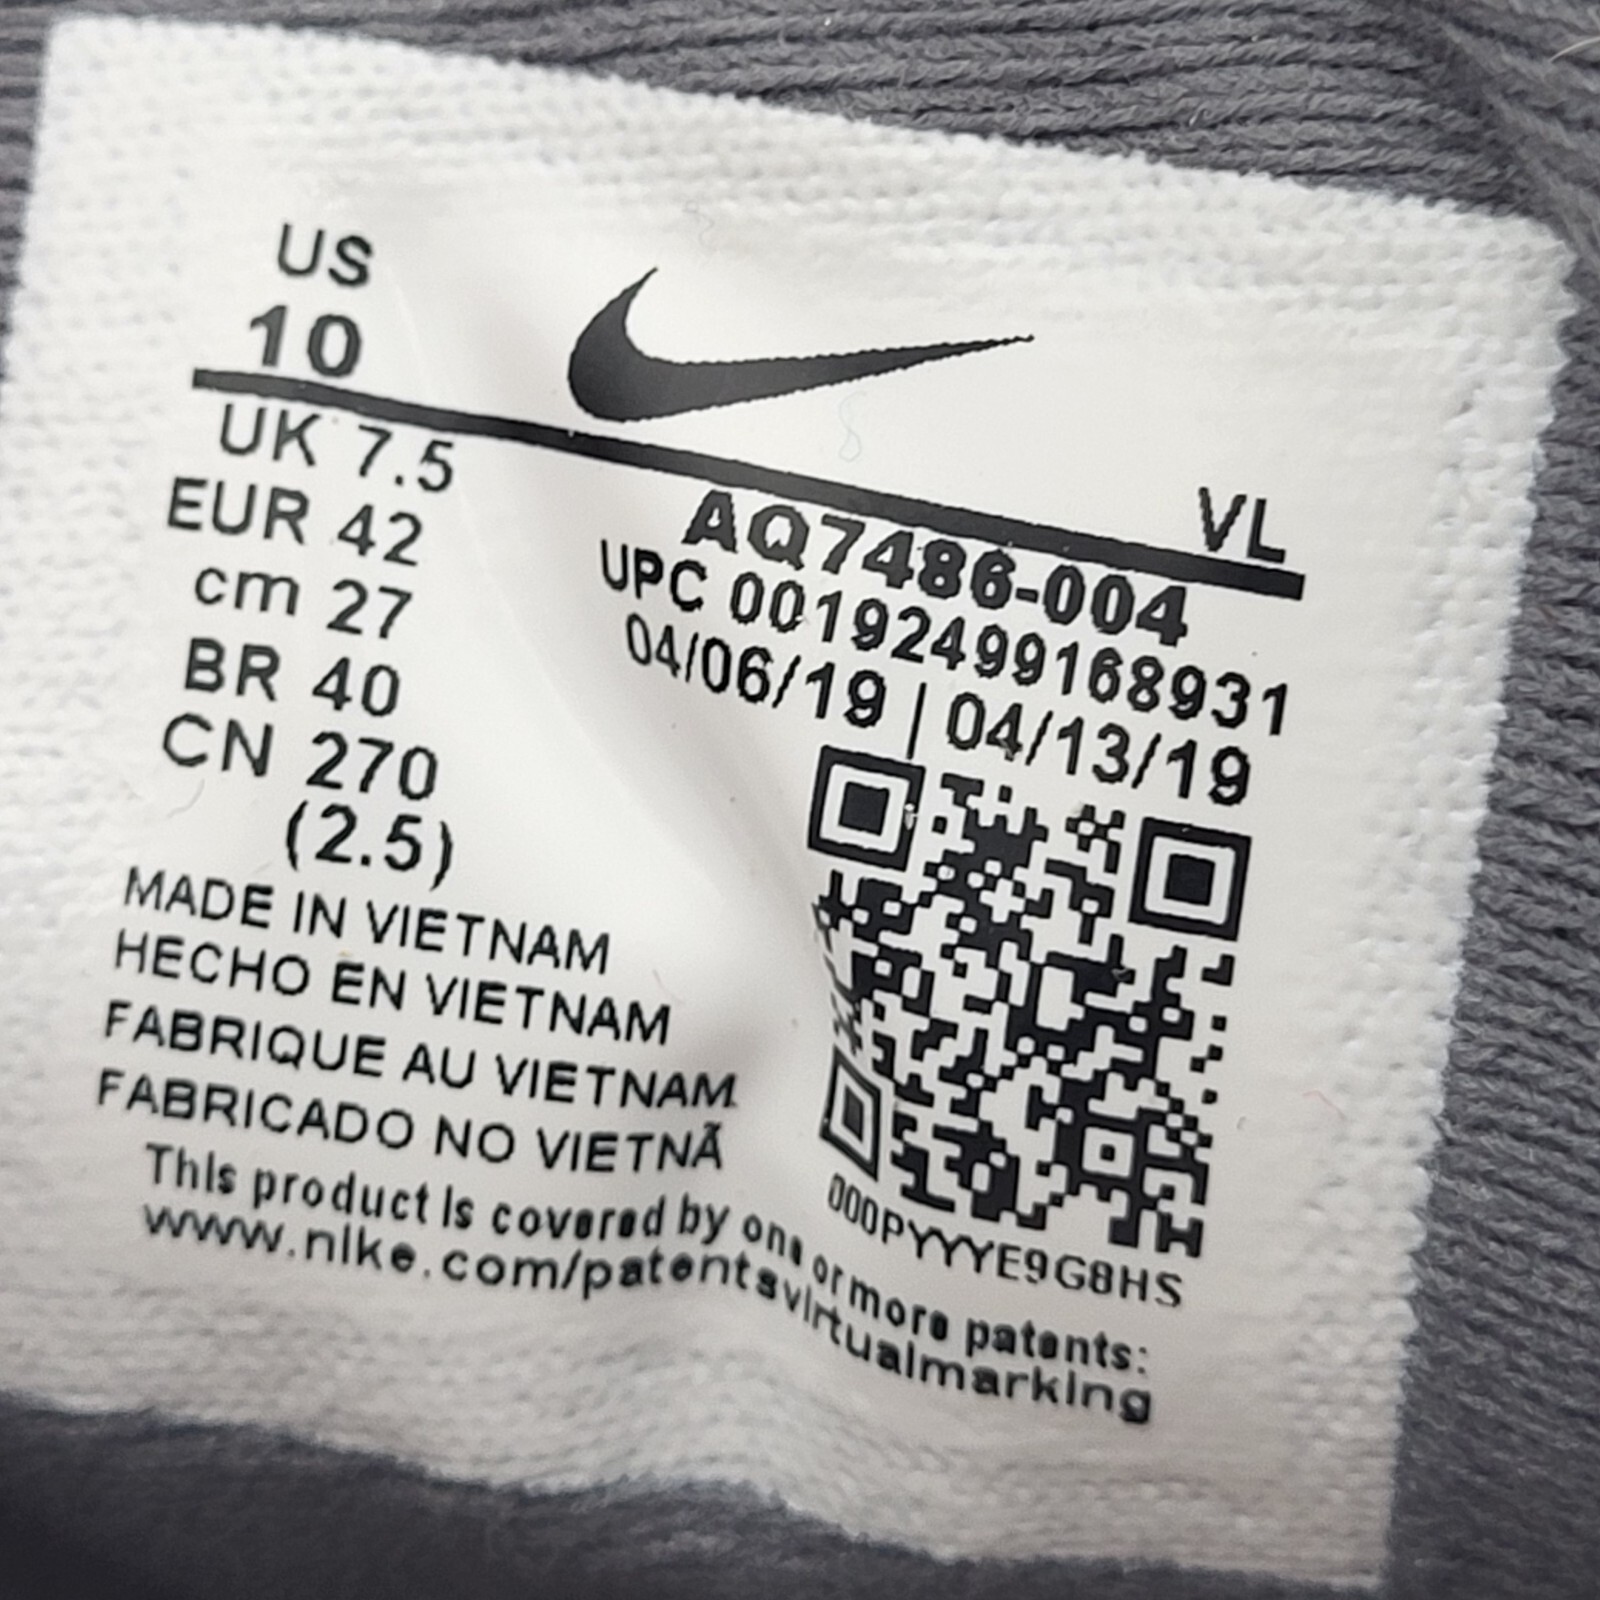 US
10
VL
UK 7.5
EUR 42
cm 27
BR 40
CN 270
(2.5)
AQ7486-004
UPC 00192499168931
04/06/19 | 04/13/19
MADE IN VIETNAM
HECHO EN VIETNAM
FABRIQUE AU VIETNAM
FABRICADO NO VIETNÃ
000PYYYE9G8HS
This product is covered by one or more patents:
www.nike.com/patentsvirtualmarking